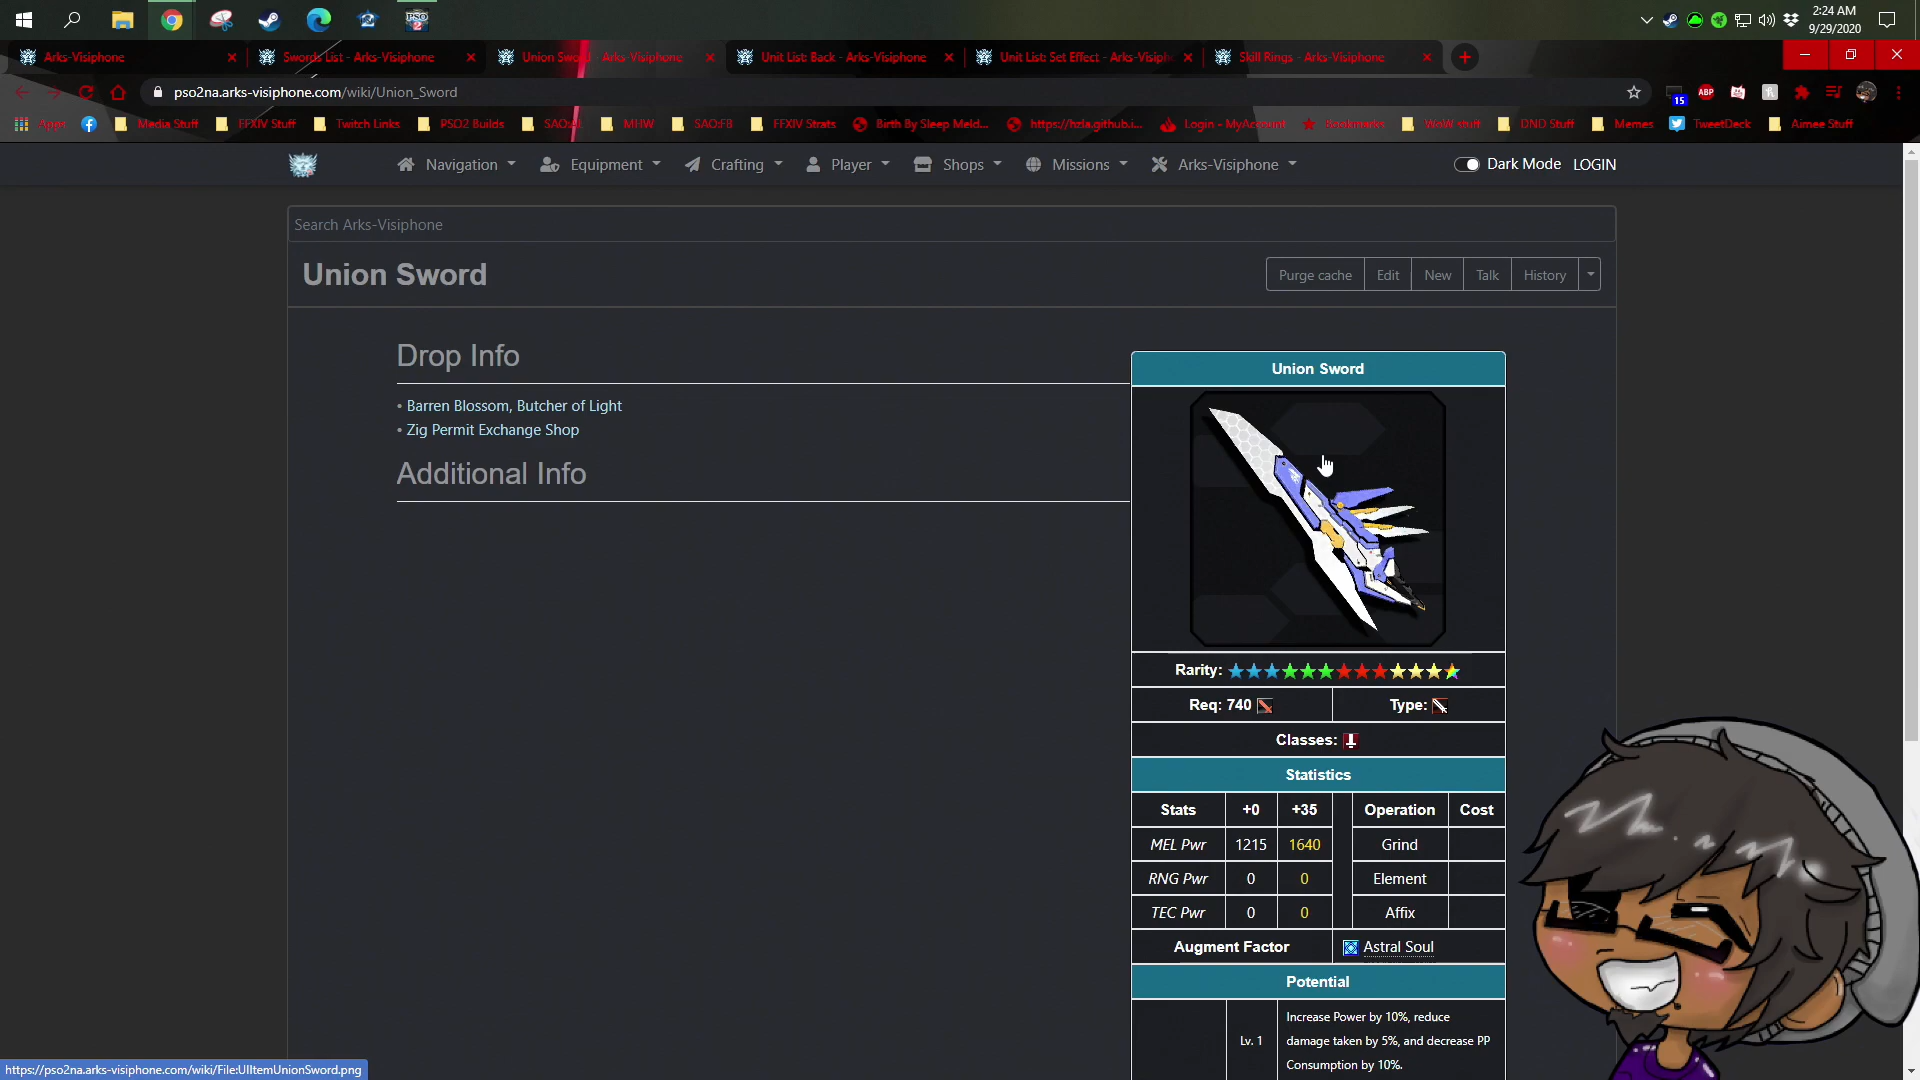 2:24 AM
9/29/2020
Arks-Visiphone
Swords List - Arks-Visiphone
Union Sword - Arks-Visiphone
Unit List: Back - Arks-Visiphone
Unit List: Set Effect - Arks-Visiph
Skill Rings - Arks-Visiphone
pso2na.arks-visiphone.com/wiki/Union_Sword
15
ABP
Apps
Media Stuff
FFXIV Stuff
Twitch Links
PSO2 Builds
MHW
SAO:FB
FFXIV Strats
Birth By Sleep Meld...
https://hzla.github.i...
Login - MyAccount
Bookmarks
WoW stuff
DND Stuff
Memes
TweetDeck
Aimee Stuff
Navigation
Equipment
Crafting
Player
Shops
Missions
Arks-Visiphone
Dark Mode
LOGIN
Search Arks-Visiphone
Union Sword
Purge cache
Edit
New
Talk
History
Drop Info
• Barren Blossom, Butcher of Light
• Zig Permit Exchange Shop
Additional Info
Union Sword
Rarity:
Req: 740
Type:
Classes:
Statistics
Stats +0 +35 Operation Cost
MEL Pwr 1215 1640 Grind
RNG Pwr 0 0 Element
TEC Pwr 0 0 Affix
Augment Factor Astral Soul
Potential
Lv. 1
Increase Power by 10%, reduce
damage taken by 5%, and decrease PP
Consumption by 10%.
https://pso2na.arks-visiphone.com/wiki/File:UIItemUnionSword.png